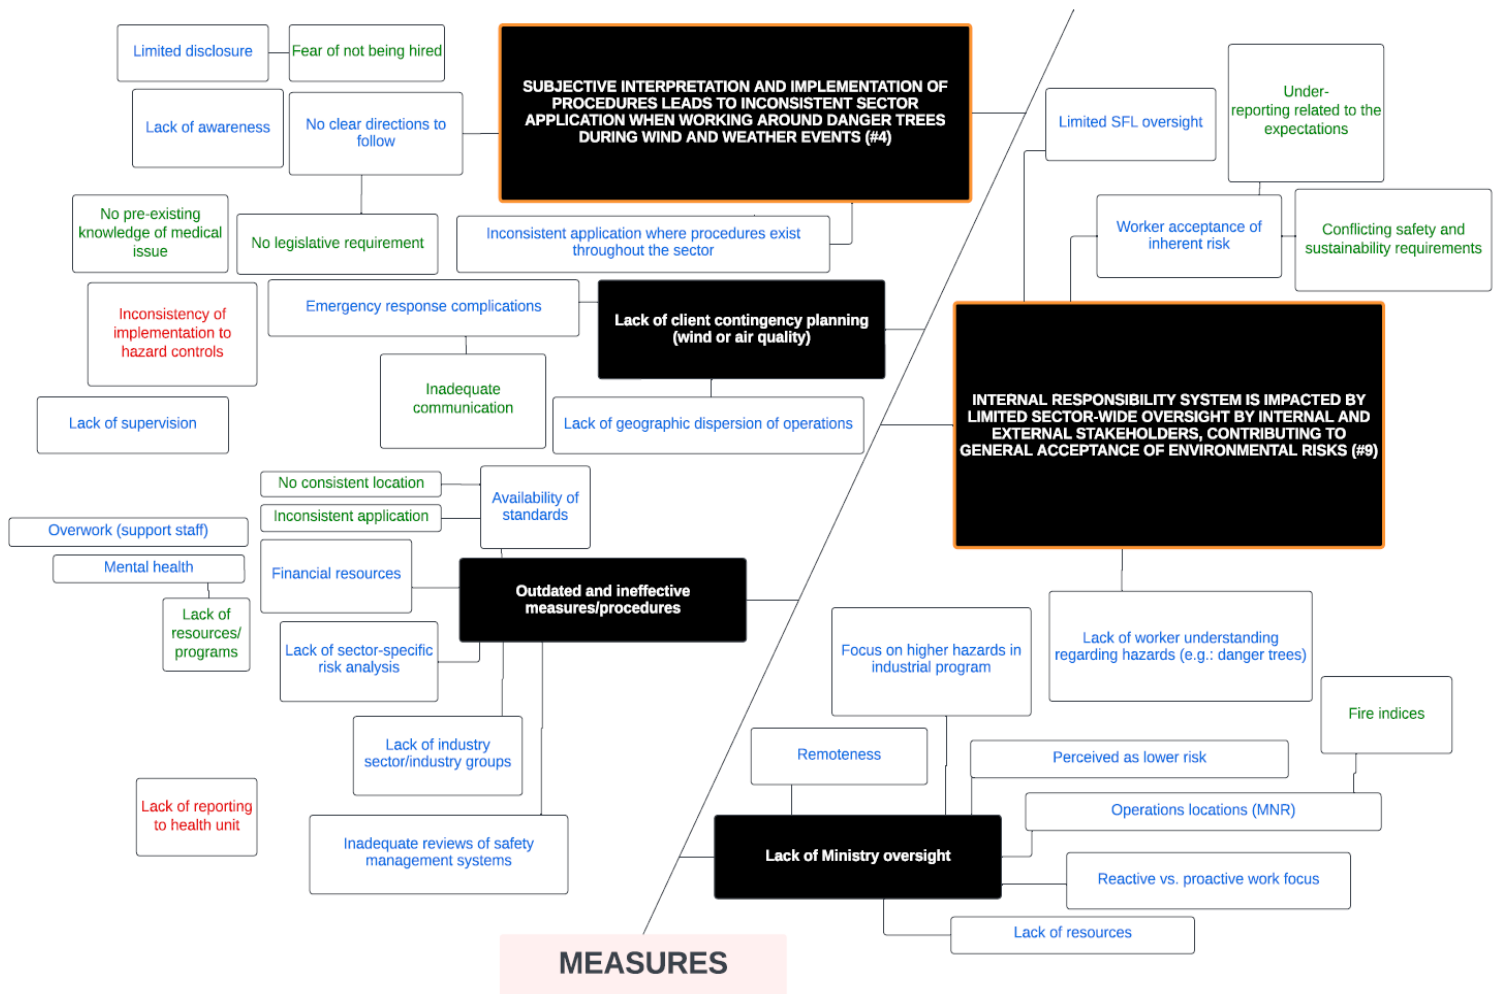 Limited disclosure
Fear of not being hired
SUBJECTIVE INTERPRETATION AND IMPLEMENTATION OF
PROCEDURES LEADS TO INCONSISTENT SECTOR
APPLICATION WHEN WORKING AROUND DANGER TREES
DURING WIND AND WEATHER EVENTS (#4)
Lack of awareness
No clear directions to
follow
No pre-existing
knowledge of medical
issue
No legislative requirement
Inconsistent application where procedures exist
throughout the sector
Inconsistency of
implementation to
hazard controls
Emergency response complications
Lack of client contingency planning
(wind or air quality)
Inadequate
communication
Lack of supervision
Lack of geographic dispersion of operations
No consistent location
Inconsistent application
Availability of
standards
Overwork (support staff)
Mental health
Lack of
resources/
programs
Financial resources
Outdated and ineffective
measures/procedures
Lack of sector-specific
risk analysis
Lack of industry
sector/industry groups
Lack of reporting
to health unit
Inadequate reviews of safety
management systems
Limited SFL oversight
Under-
reporting related to the
expectations
Worker acceptance of
inherent risk
Conflicting safety and
sustainability requirements
INTERNAL RESPONSIBILITY SYSTEM IS IMPACTED BY
LIMITED SECTOR-WIDE OVERSIGHT BY INTERNAL AND
EXTERNAL STAKEHOLDERS, CONTRIBUTING TO
GENERAL ACCEPTANCE OF ENVIRONMENTAL RISKS (#9)
Focus on higher hazards in
industrial program
Lack of worker understanding
regarding hazards (e.g.: danger trees)
Fire indices
Remoteness
Perceived as lower risk
Operations locations (MNR)
Lack of Ministry oversight
Reactive vs. proactive work focus
Lack of resources
MEASURES